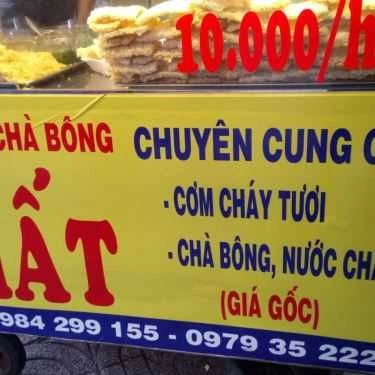 10.000/h
CHÀ BÔNG
ẤT
CHUYÊN CUNG C
- CƠM CHÁY TƯƠI
- CHÀ BÔNG, NƯỚC CH
(GIÁ GỐC)
984 299 155 - 0979 35 222